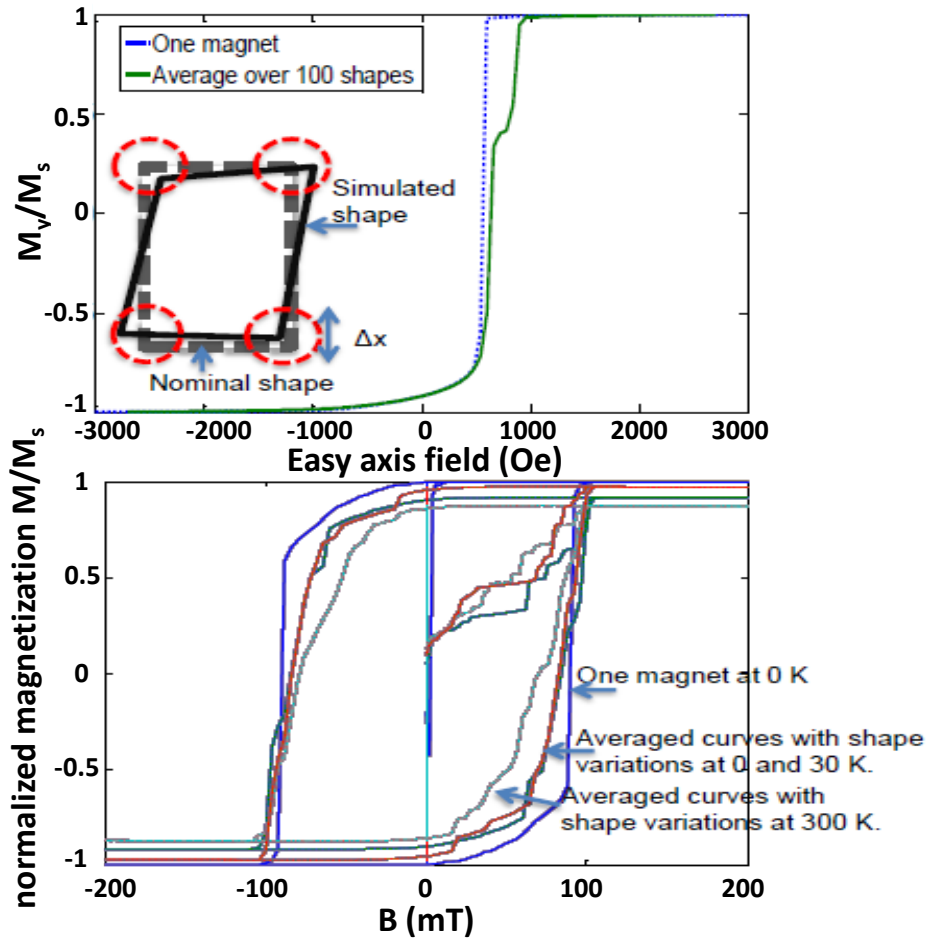 1
One magnet
Average over 100 shapes
0.5
0
-0.5
-1
Simulated
shape
Δx
Nominal shape
My/Ms
-3000
-2000
-1000
0
1000
2000
3000
Easy axis field (Oe)
1
0.5
0
-0.5
-1
normalized magnetization M/Ms
One magnet at 0 K
Averaged curves with shape
variations at 0 and 30 K.
Averaged curves with
shape variations at 300 K.
-200
-100
0
100
200
B (mT)